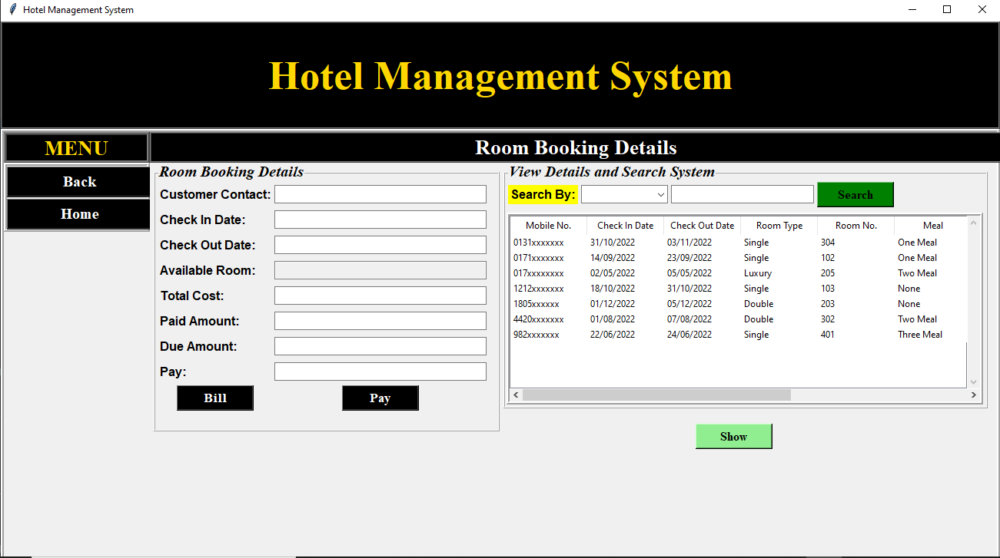 Hotel Management System
Hotel Management System
MENU
Room Booking Details
Back
Home
Room Booking Details
Customer Contact:
Check In Date:
Check Out Date:
Available Room:
Total Cost:
Paid Amount:
Due Amount:
Pay:
Bill Pay
View Details and Search System
Search By: Search
Mobile No. Check In Date Check Out Date Room Type Room No. Meal
0131xxxxxxx 31/10/2022 03/11/2022 Single 304 One Meal
0171xxxxxxx 14/09/2022 23/09/2022 Single 102 One Meal
017xxxxxxxx 02/05/2022 05/05/2022 Luxury 205 Two Meal
1212xxxxxxx 18/10/2022 31/10/2022 Single 103 None
1805xxxxxx 01/12/2022 05/12/2022 Double 203 None
4420xxxxxxx 01/08/2022 07/08/2022 Double 302 Two Meal
982xxxxxxx 22/06/2022 24/06/2022 Single 401 Three Meal
Show